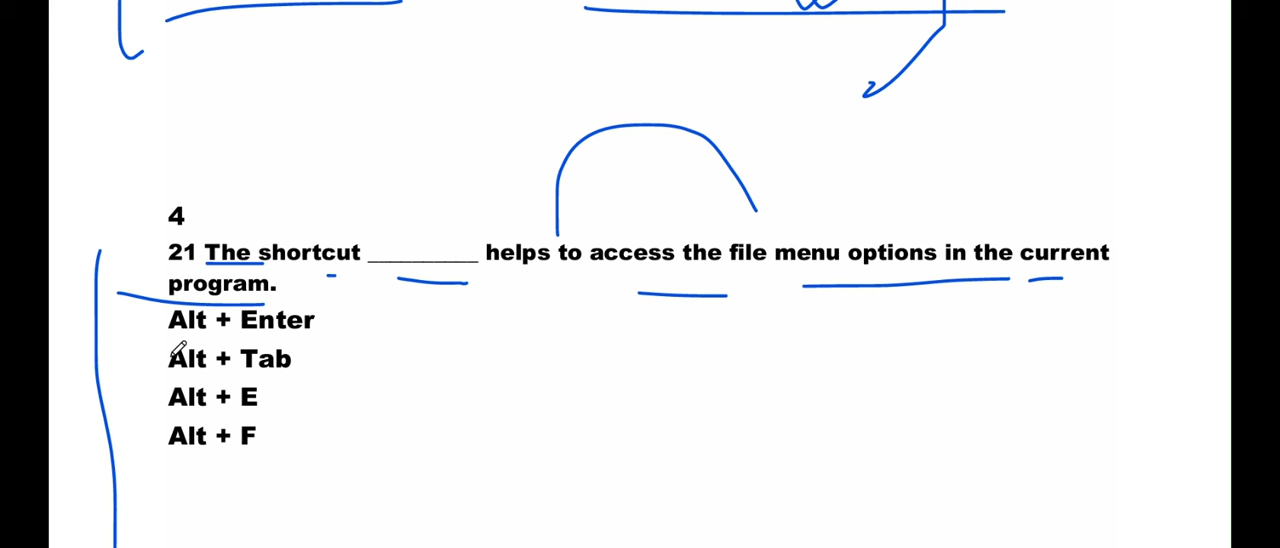 4
21 The shortcut _________ helps to access the file menu options in the current
program.
Alt + Enter
Alt + Tab
Alt + E
Alt + F